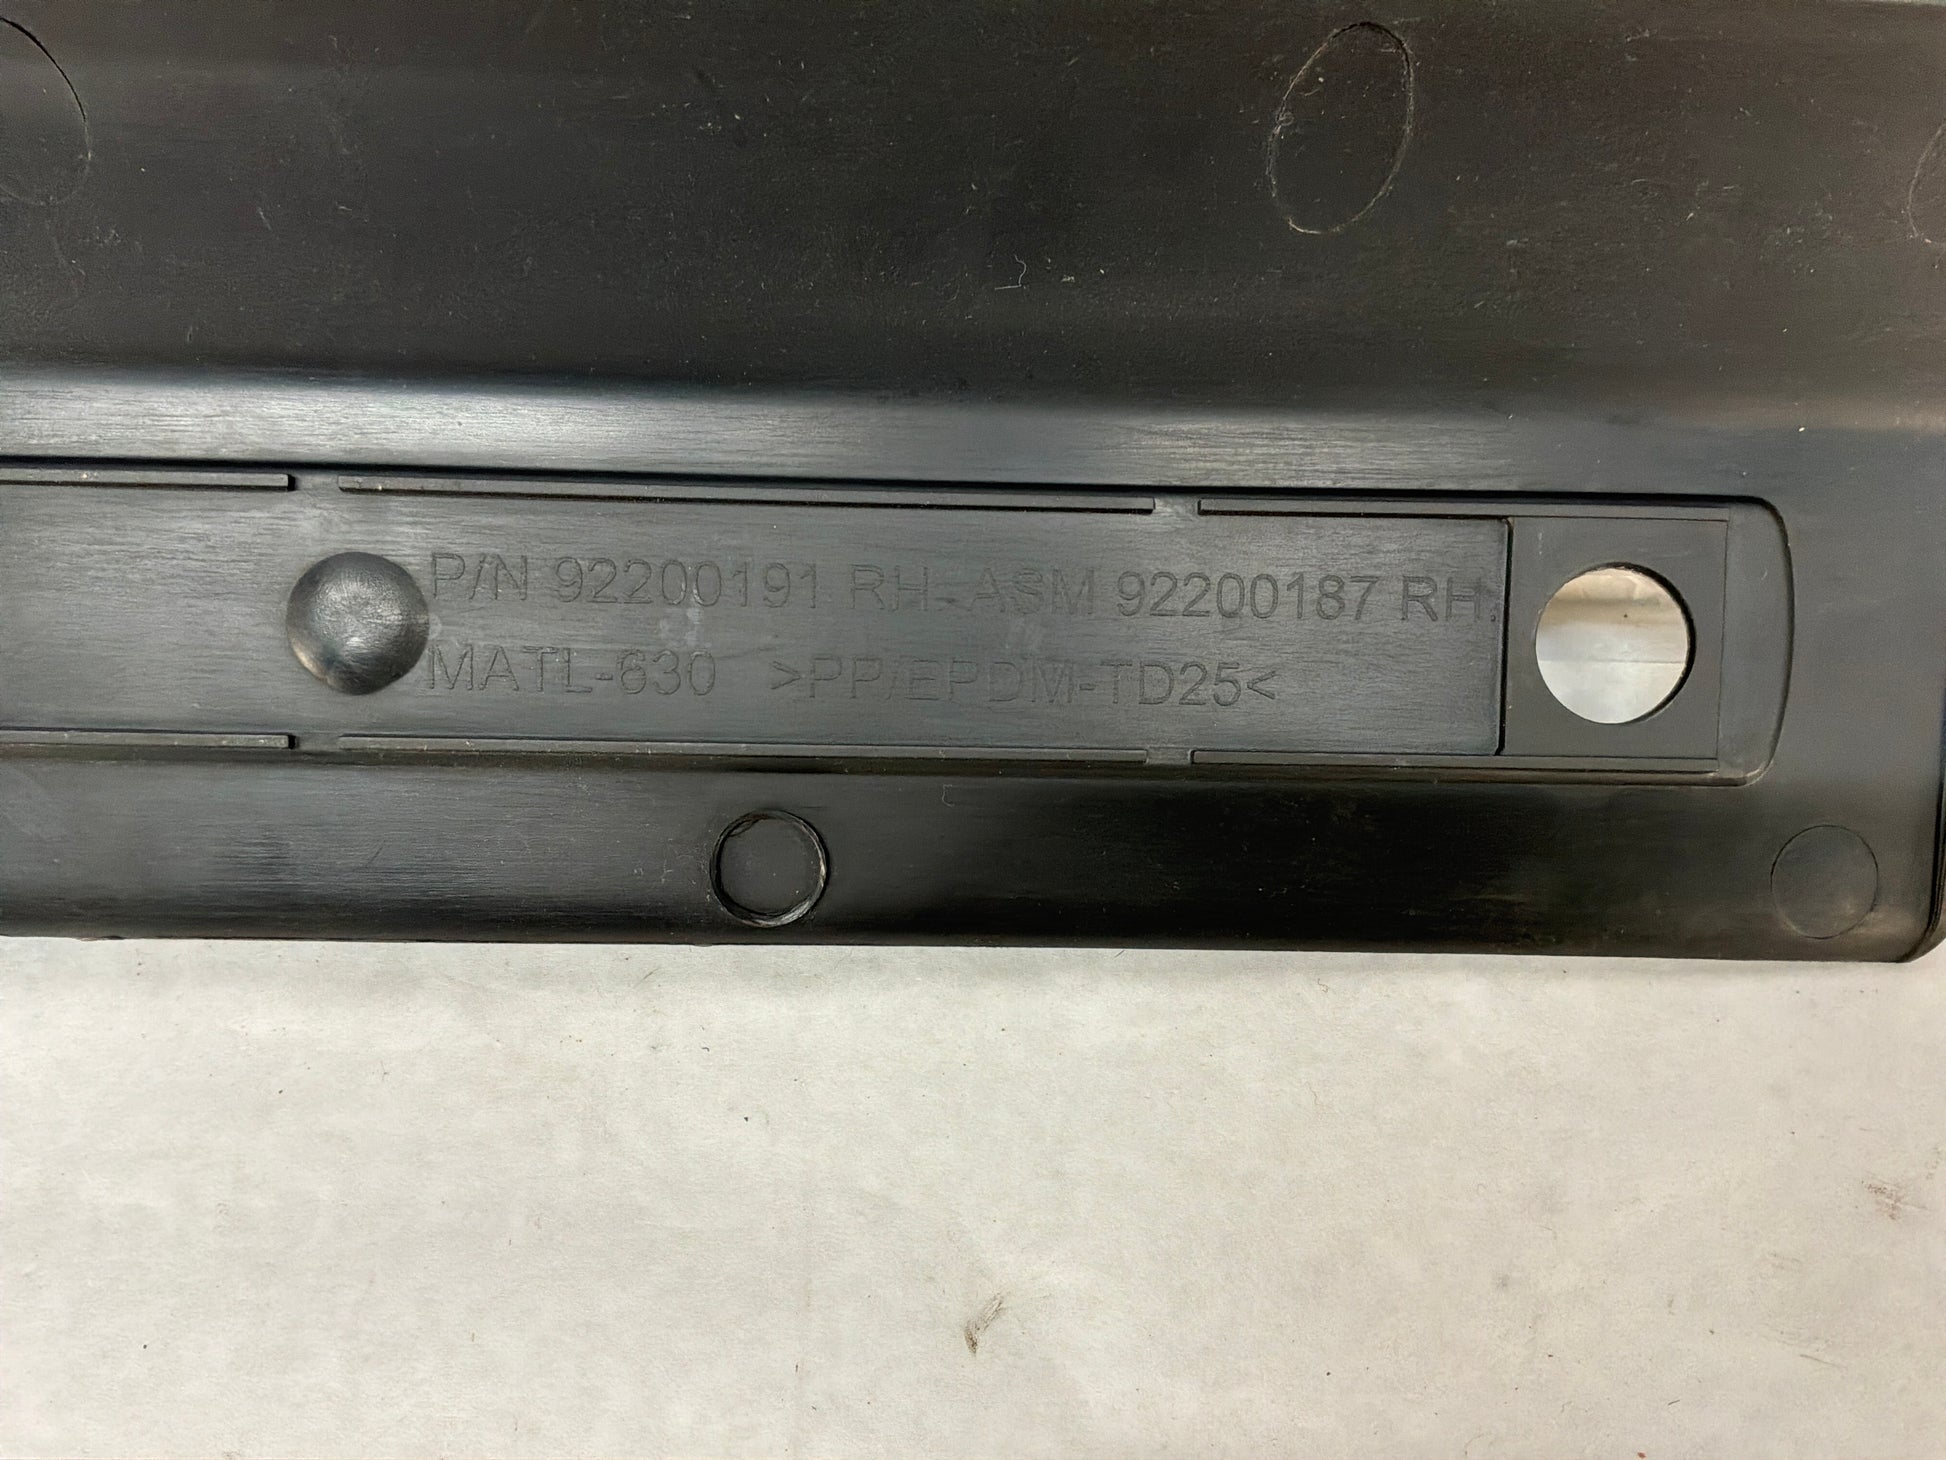 P/N 92200191 RH. ASM 92200187 RH.
MATL-630 >PP/EPDM-TD25<